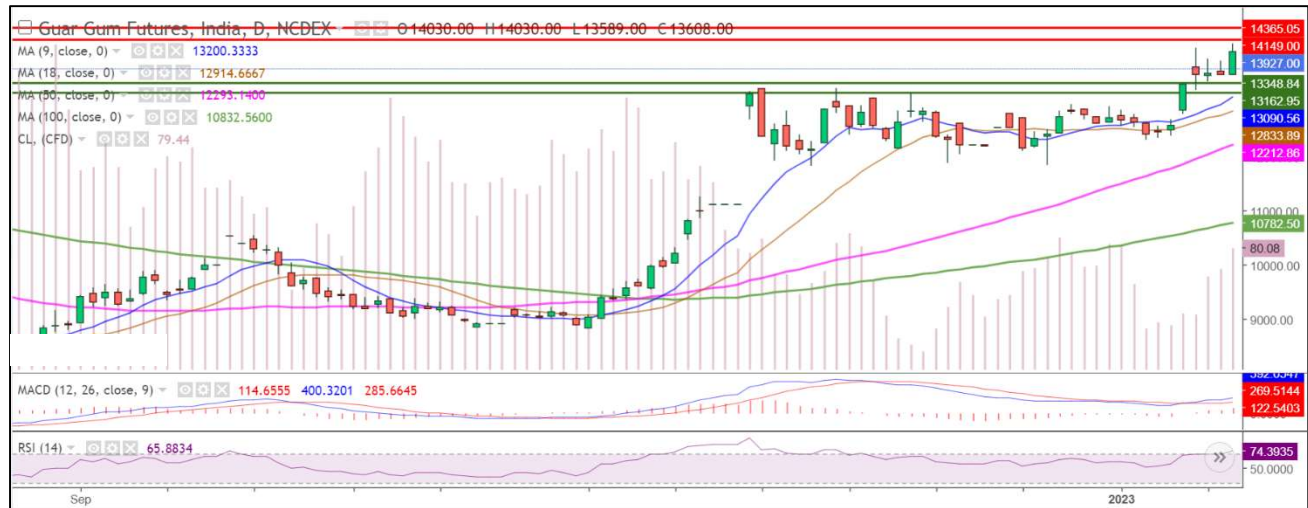 Guar Gum Futures, India, D, NCDEX O14030.00 H14030.00 L13589.00 C13608.00
MA (9, close, 0) 13200.3333
MA (18, close, 0) 12914.6667
MA (50, close, 0) 12293.1400
MA (100, close, 0) 10832.5600
CL, (CFD) 79.44
14365.05
14149.00
13927.00
13348.84
13162.95
13090.56
12833.89
12212.86
11000.00
10782.50
80.08
10000.00
9000.00
MACD (12, 26, close, 9) 114.6555 400.3201 285.6645
269.5144
122.5403
RSI (14) 65.8834
74.3935
50.0000
Sep 2023